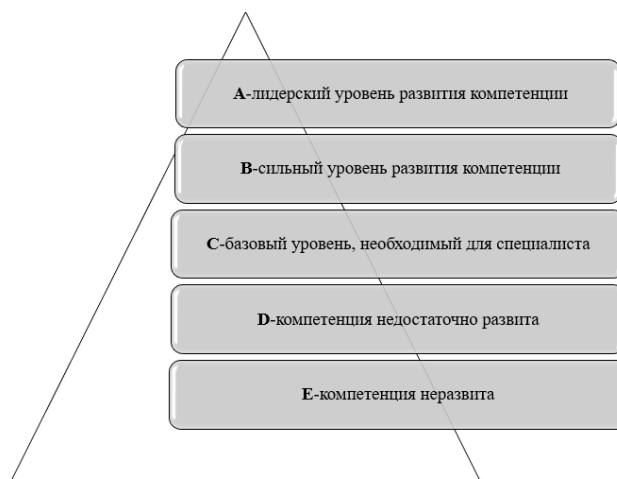 A-лидерский уровень развития компетенции
B-сильный уровень развития компетенции
C-базовый уровень, необходимый для специалиста
D-компетенция недостаточно развита
E-компетенция неразвита